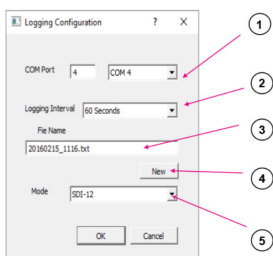 Logging Configuration ? X
1
COM Port 4 COM 4
2
Logging Interval 60 Seconds
3
Fie Name
20160215_1116.txt
New
4
Mode SDI-12
OK Cancel
5